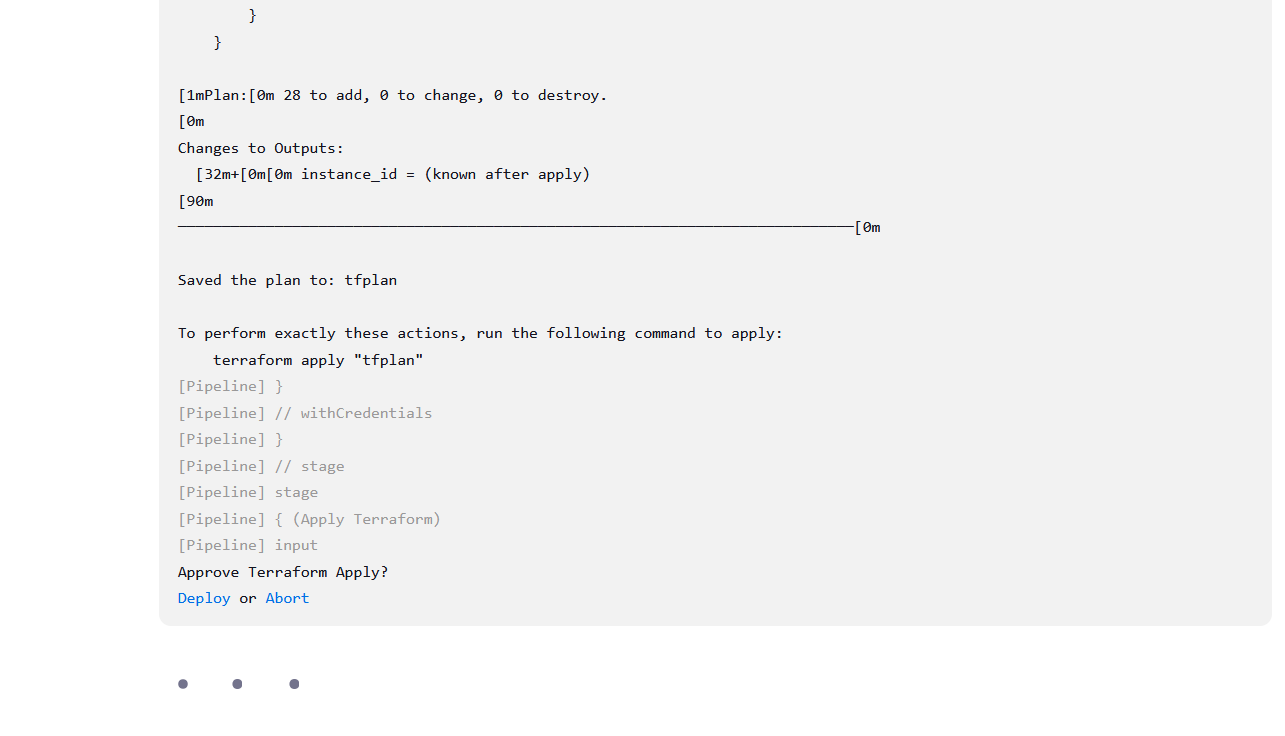 }
}
[1mPlan:[0m 28 to add, 0 to change, 0 to destroy.
[0m
Changes to Outputs:
[32m+[0m[0m instance_id = (known after apply)
[90m
─────────────────────────────────────────────────────────────────────────────[0m
Saved the plan to: tfplan
To perform exactly these actions, run the following command to apply:
terraform apply "tfplan"
[Pipeline] }
[Pipeline] // withCredentials
[Pipeline] }
[Pipeline] // stage
[Pipeline] stage
[Pipeline] { (Apply Terraform)
[Pipeline] input
Approve Terraform Apply?
Deploy or Abort